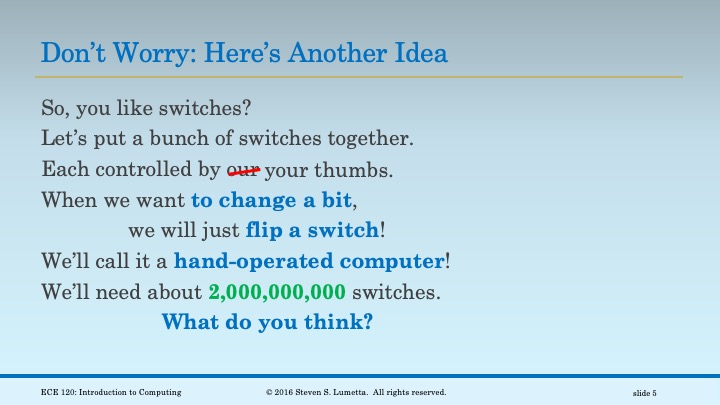 Don’t Worry: Here’s Another Idea
So, you like switches?
Let’s put a bunch of switches together.
Each controlled by our your thumbs.
When we want to change a bit,
we will just flip a switch!
We’ll call it a hand-operated computer!
We’ll need about 2,000,000,000 switches.
What do you think?
ECE 120: Introduction to Computing © 2016 Steven S. Lumetta. All rights reserved. slide 5